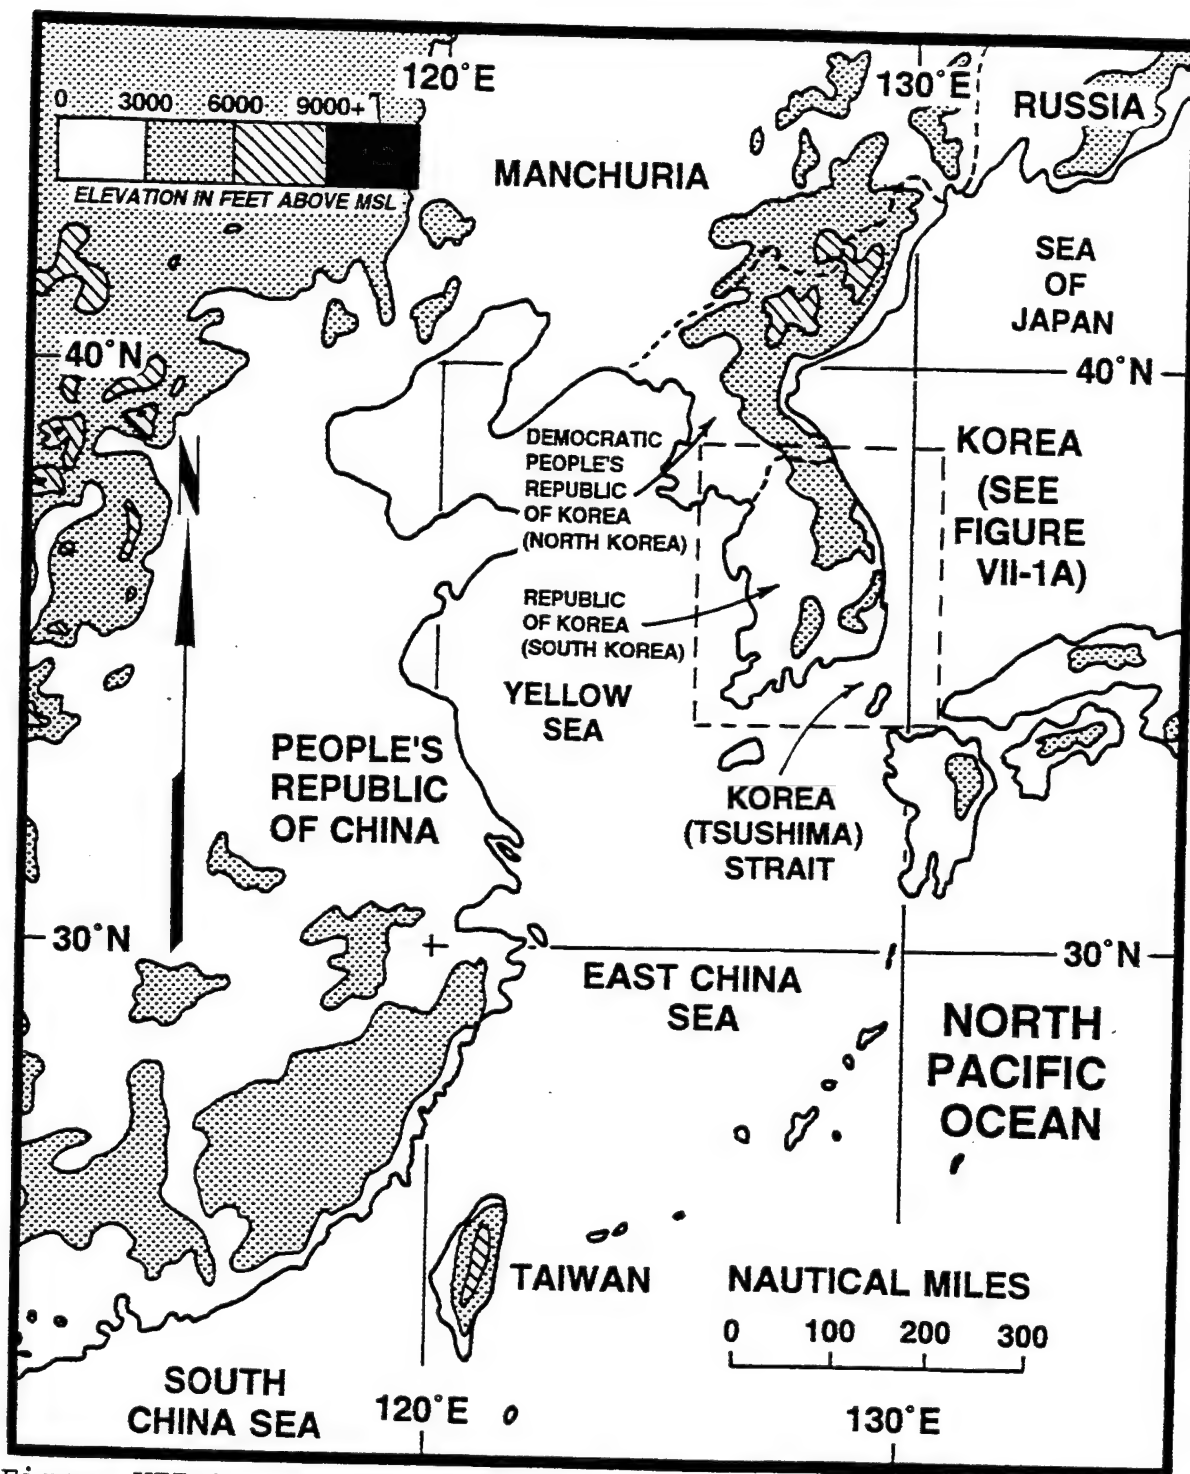 120°E
130°E
RUSSIA
0 3000 6000 9000+
ELEVATION IN FEET ABOVE MSL
MANCHURIA
SEA
OF
JAPAN
40°N
40°N
N
DEMOCRATIC
PEOPLE'S
REPUBLIC
OF KOREA
(NORTH KOREA)
KOREA
(SEE
FIGURE
VII-1A)
REPUBLIC
OF KOREA
(SOUTH KOREA)
YELLOW
SEA
PEOPLE'S
REPUBLIC
OF CHINA
KOREA
(TSUSHIMA)
STRAIT
30°N
30°N
EAST CHINA
SEA
NORTH
PACIFIC
OCEAN
TAIWAN
NAUTICAL MILES
0 100 200 300
SOUTH
CHINA SEA
120°E
130°E